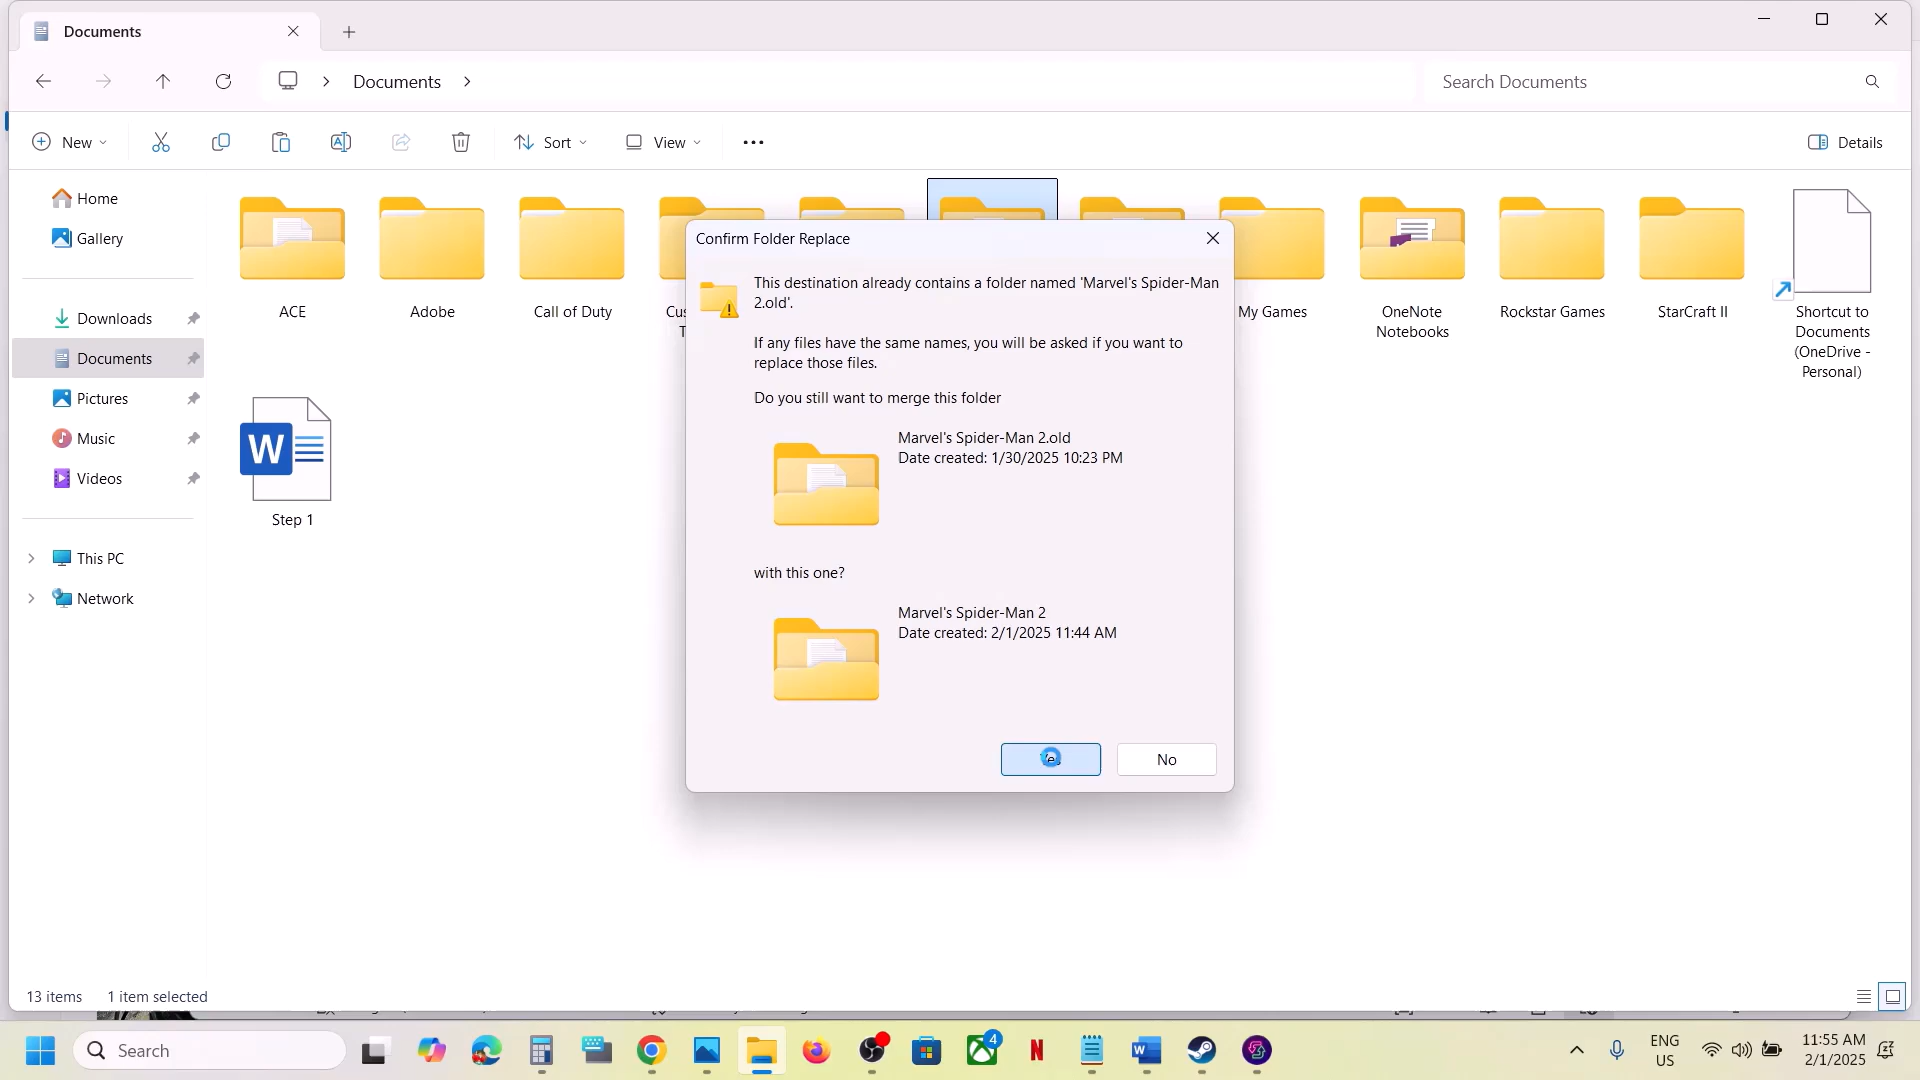 Documents
Documents
Search Documents
New
Sort
View
Details
Home
Gallery
Downloads
Documents
Pictures
Music
Videos
This PC
Network
ACE
Adobe
Call of Duty
My Games
OneNote
Notebooks
Rockstar Games
StarCraft II
Shortcut to
Documents
(OneDrive -
Personal)
W
Step 1
Confirm Folder Replace
This destination already contains a folder named 'Marvel's Spider-Man
2.old'.
If any files have the same names, you will be asked if you want to
replace those files.
Do you still want to merge this folder
Marvel's Spider-Man 2.old
Date created: 1/30/2025 10:23 PM
with this one?
Marvel's Spider-Man 2
Date created: 2/1/2025 11:44 AM
No
13 items
1 item selected
Search
4
N
W
ENG
US
11:55 AM
2/1/2025